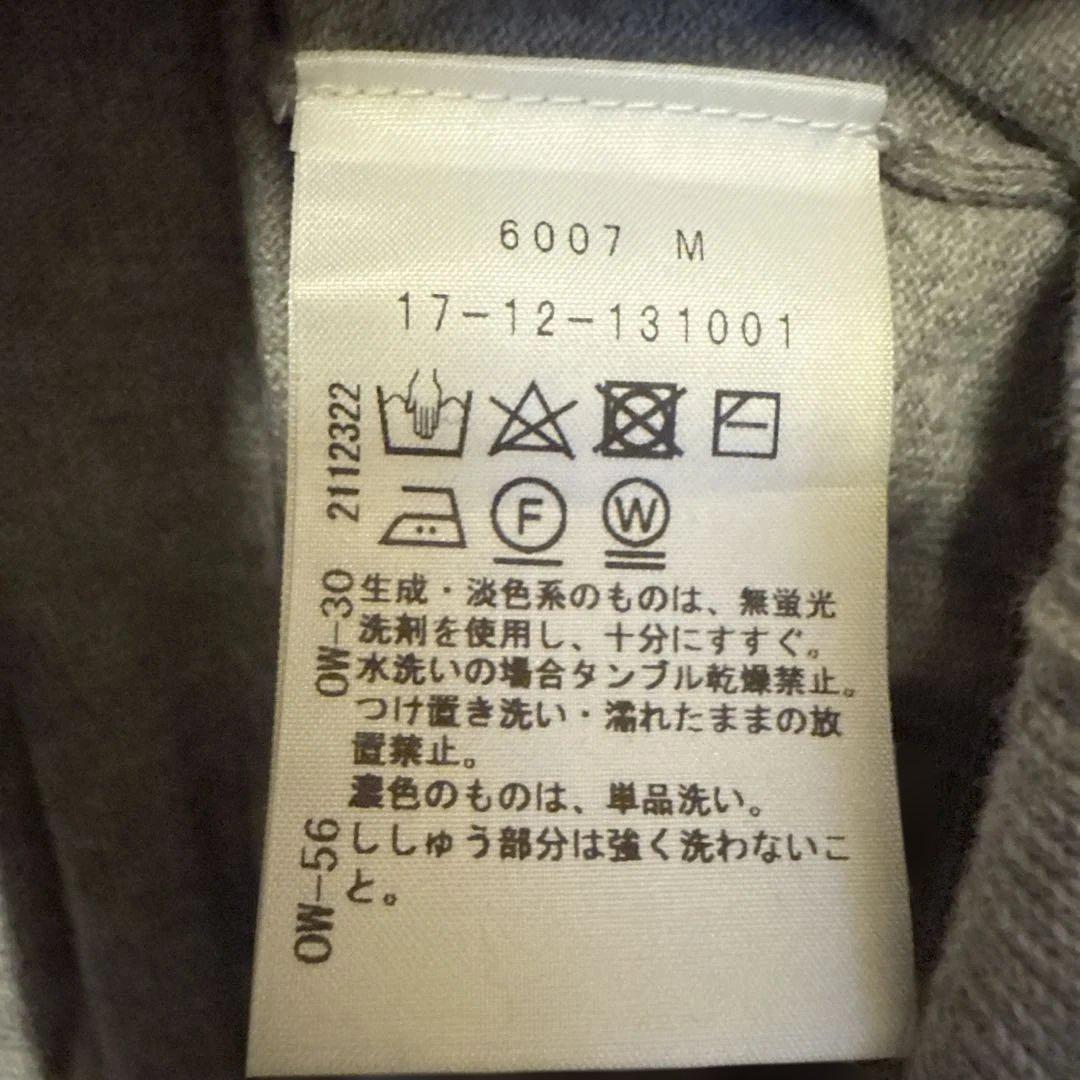 6007 M
17-12-131001
2112322
F W
OW-30
生成・淡色系のものは、無蛍光
洗剤を使用し、十分にすすぐ。
水洗いの場合タンブル乾燥禁止。
つけ置き洗い・濡れたままの放
置禁止。
濃色のものは、単品洗い。
OW-56
ししゅう部分は強く洗わないこ
と。